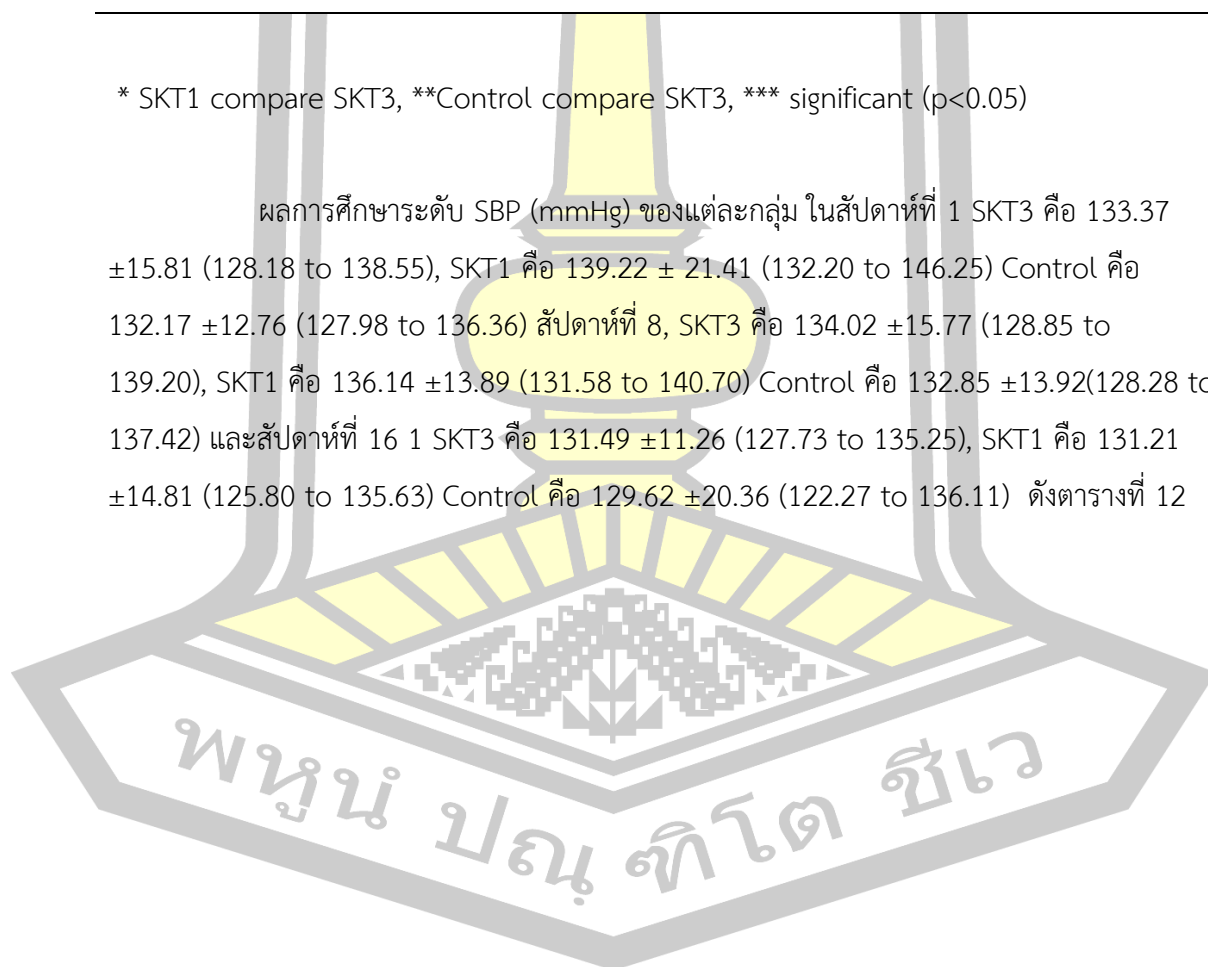 * SKT1 compare SKT3, **Control compare SKT3, *** significant (p<0.05)
ผลการศึกษาระดับ SBP (mmHg) ของแต่ละกลุ่ม ในสัปดาห์ที่ 1 SKT3 คือ 133.37
±15.81 (128.18 to 138.55), SKT1 คือ 139.22 ± 21.41 (132.20 to 146.25) Control คือ
132.17 ±12.76 (127.98 to 136.36) สัปดาห์ที่ 8, SKT3 คือ 134.02 ±15.77 (128.85 to
139.20), SKT1 คือ 136.14 ±13.89 (131.58 to 140.70) Control คือ 132.85 ±13.92(128.28 to
137.42) และสัปดาห์ที่ 16 1 SKT3 คือ 131.49 ±11.26 (127.73 to 135.25), SKT1 คือ 131.21
±14.81 (125.80 to 135.63) Control คือ 129.62 ±20.36 (122.27 to 136.11) ดังตารางที่ 12
พหูนํ ปณฺฑิโต ชีเว